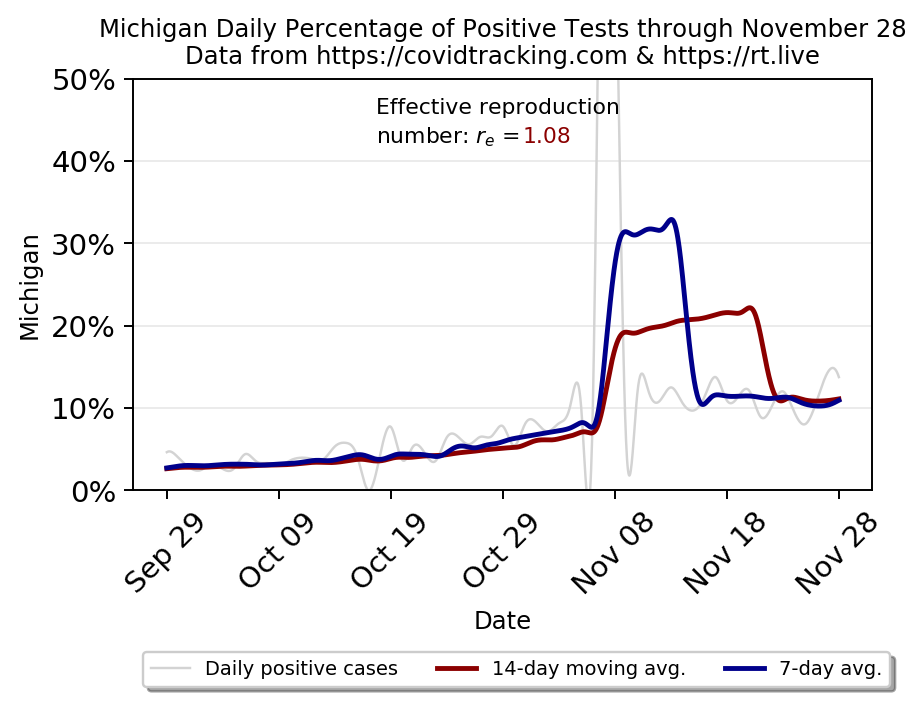 Michigan Daily Percentage of Positive Tests through November 28
Data from https://covidtracking.com & https://rt.live
50%
40%
30%
20%
10%
0%
Michigan
Effective reproduction
number: rₑ = 1.08
Sep 29
Oct 09
Oct 19
Oct 29
Nov 08
Nov 18
Nov 28
Date
Daily positive cases
14-day moving avg.
7-day avg.